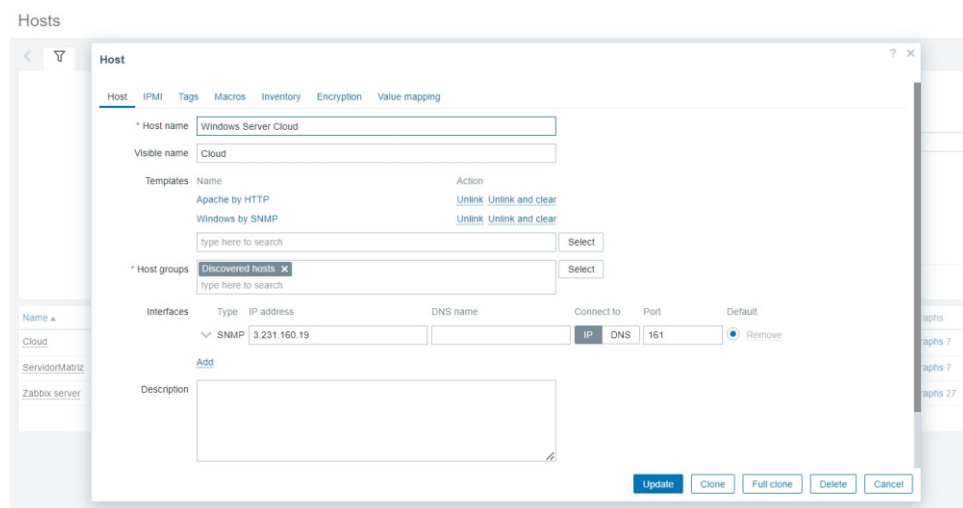 Hosts
Host
? ×
Host IPMI Tags Macros Inventory Encryption Value mapping
* Host name Windows Server Cloud
Visible name Cloud
Templates Name Action
Apache by HTTP Unlink Unlink and clear
Windows by SNMP Unlink Unlink and clear
type here to search Select
* Host groups Discovered hosts × Select
type here to search
Interfaces Type IP address DNS name Connect to Port Default
SNMP 3.231.160.19 IP DNS 161 Remove
Add
Description
Name
Cloud
ServidorMatriz
Zabbix server
raphs
raphs 7
raphs 7
raphs 27
Update Clone Full clone Delete Cancel